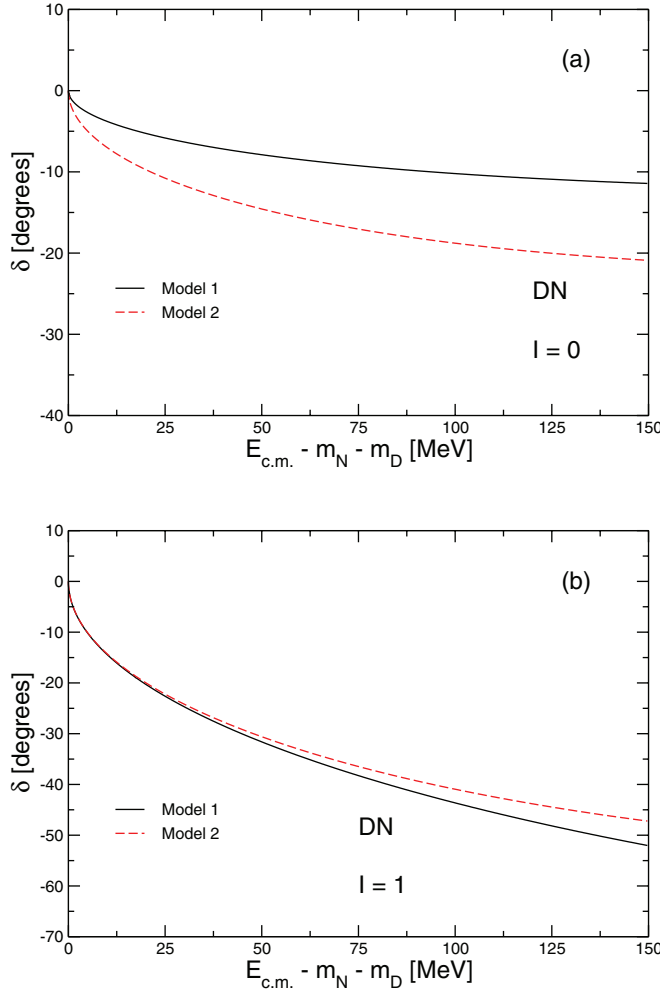 10
(a)
0
-10
-20
-30
-40
δ [degrees]
Model 1
Model 2
DN
I = 0
0 25 50 75 100 125 150
E_c.m. - m_N - m_D [MeV]
10
(b)
0
-10
-20
-30
-40
-50
-60
-70
δ [degrees]
Model 1
Model 2
DN
I = 1
0 25 50 75 100 125 150
E_c.m. - m_N - m_D [MeV]